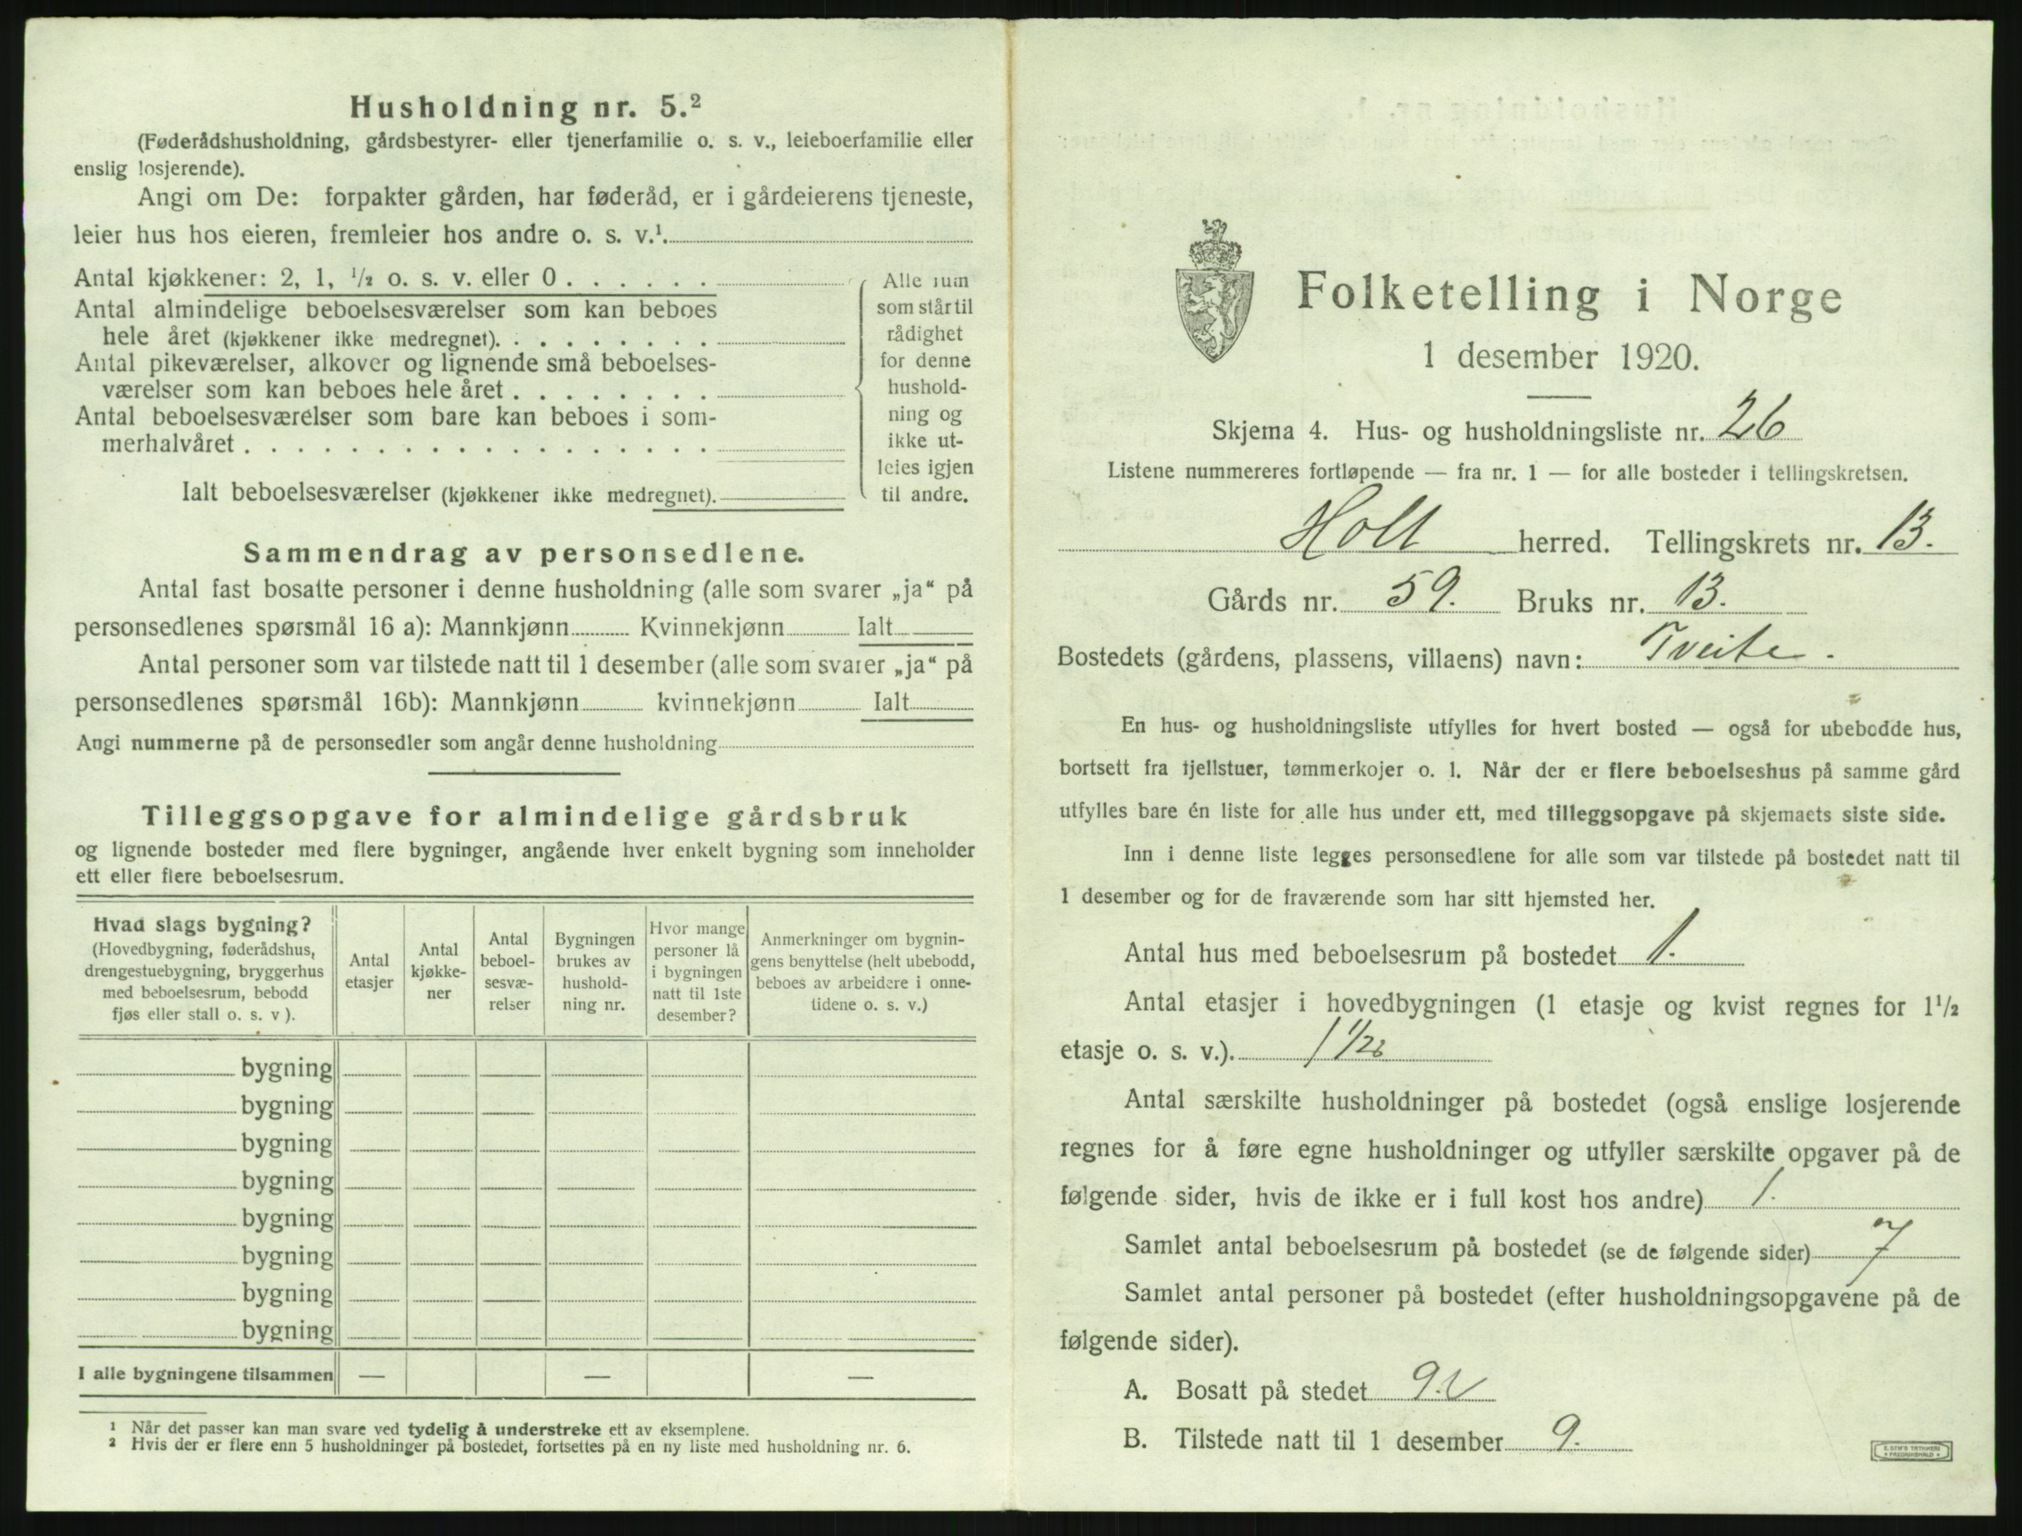 Husholdning nr. 5.²
(Føderådshusholdning, gårdsbestyrer- eller tjenerfamilie o. s. v., leieboerfamilie eller
enslig losjerende).
Angi om De: forpakter gården, har føderåd, er i gårdeierens tjeneste,
leier hus hos eieren, fremleier hos andre o. s. v.¹.
Antal kjøkkener: 2, 1, ½ o. s. v. eller 0 . . . . . .
Antal almindelige beboelsesværelser som kan beboes
hele året (kjøkkener ikke medregnet). . . . . . . . .
Antal pikeværelser, alkover og lignende små beboelses-
værelser som kan beboes hele året . . . . . . . .
Antal beboelsesværelser som bare kan beboes i som-
merhalvåret . . . . . . . . . . . . . . . . . .
Ialt beboelsesværelser (kjøkkener ikke medregnet).
Alle rum
som står til
rådighet
for denne
hushold-
ning og
ikke ut-
leies igjen
til andre.
Sammendrag av personsedlene.
Antal fast bosatte personer i denne husholdning (alle som svarer „ja“ på
personsedlenes spørsmål 16 a): Mannkjønn Kvinnekjønn Ialt
Antal personer som var tilstede natt til 1 desember (alle som svarer „ja“ på
personsedlenes spørsmål 16b): Mannkjønn kvinnekjønn Ialt
Angi nummerne på de personsedler som angår denne husholdning
Tilleggsopgave for almindelige gårdsbruk
og lignende bosteder med flere bygninger, angående hver enkelt bygning som inneholder
ett eller flere beboelsesrum.
Hvad slags bygning?
(Hovedbygning, føderådshus,
drengestuebygning, bryggerhus
med beboelsesrum, bebodd
fjøs eller stall o. s. v ).
Antal
etasjer
Antal
kjøkke-
ner
Antal
beboel-
sesvæ-
relser
Bygningen
brukes av
hushold-
ning nr.
Hvor mange
personer lå
i bygningen
natt til 1ste
desember?
Anmerkninger om bygnin-
gens benyttelse (helt ubebodd,
beboes av arbeidere i onne-
tidene o. s. v.)
bygning
bygning
bygning
bygning
bygning
bygning
bygning
bygning
I alle bygningene tilsammen — — —
¹ Når det passer kan man svare ved tydelig å understreke ett av eksemplene.
² Hvis der er flere enn 5 husholdninger på bostedet, fortsettes på en ny liste med husholdning nr. 6.
Folketelling i Norge
1 desember 1920.
Skjema 4. Hus- og husholdningsliste nr. 26
Listene nummereres fortløpende — fra nr. 1 — for alle bosteder i tellingskretsen.
Holt herred. Tellingskrets nr. 13.
Gårds nr. 59. Bruks nr. 13.
Bostedets (gårdens, plassens, villaens) navn: Tveite.
En hus- og husholdningsliste utfylles for hvert bosted — også for ubebodde hus,
bortsett fra fjellstuer, tømmerkojer o. l. Når der er flere beboelseshus på samme gård
utfylles bare én liste for alle hus under ett, med tilleggsopgave på skjemaets siste side.
Inn i denne liste legges personsedlene for alle som var tilstede på bostedet natt til
1 desember og for de fraværende som har sitt hjemsted her.
Antal hus med beboelsesrum på bostedet 1.
Antal etasjer i hovedbygningen (1 etasje og kvist regnes for 1½
etasje o. s. v.). 1 1/2
Antal særskilte husholdninger på bostedet (også enslige losjerende
regnes for å føre egne husholdninger og utfyller særskilte opgaver på de
følgende sider, hvis de ikke er i full kost hos andre) 1.
Samlet antal beboelsesrum på bostedet (se de følgende sider) 7
Samlet antal personer på bostedet (efter husholdningsopgavene på de
følgende sider).
A. Bosatt på stedet 9.
B. Tilstede natt til 1 desember 9.